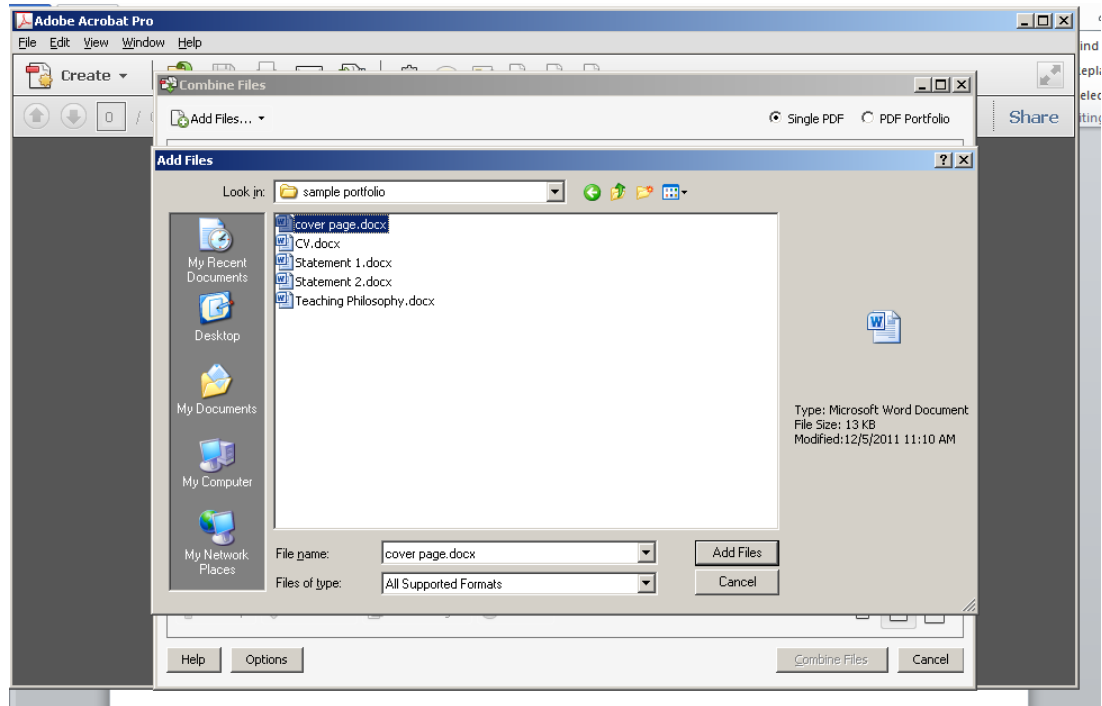 Adobe Acrobat Pro
File Edit View Window Help
ind
Create
Combine Files
0 /
Add Files...
Single PDF PDF Portfolio
Share
Add Files
Look in: sample portfolio
cover page.docx
CV.docx
Statement 1.docx
Statement 2.docx
Teaching Philosophy.docx
My Recent
Documents
Desktop
My Documents
My Computer
My Network
Places
Type: Microsoft Word Document
File Size: 13 KB
Modified:12/5/2011 11:10 AM
File name: cover page.docx
Add Files
Files of type: All Supported Formats
Cancel
Help Options
Combine Files Cancel